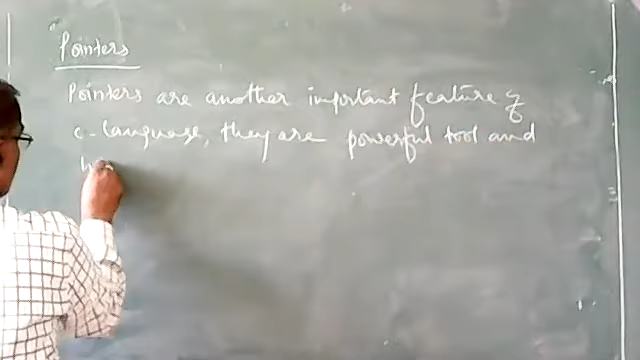 Pointers
Pointers are another important feature of
c-language, they are powerful tool and